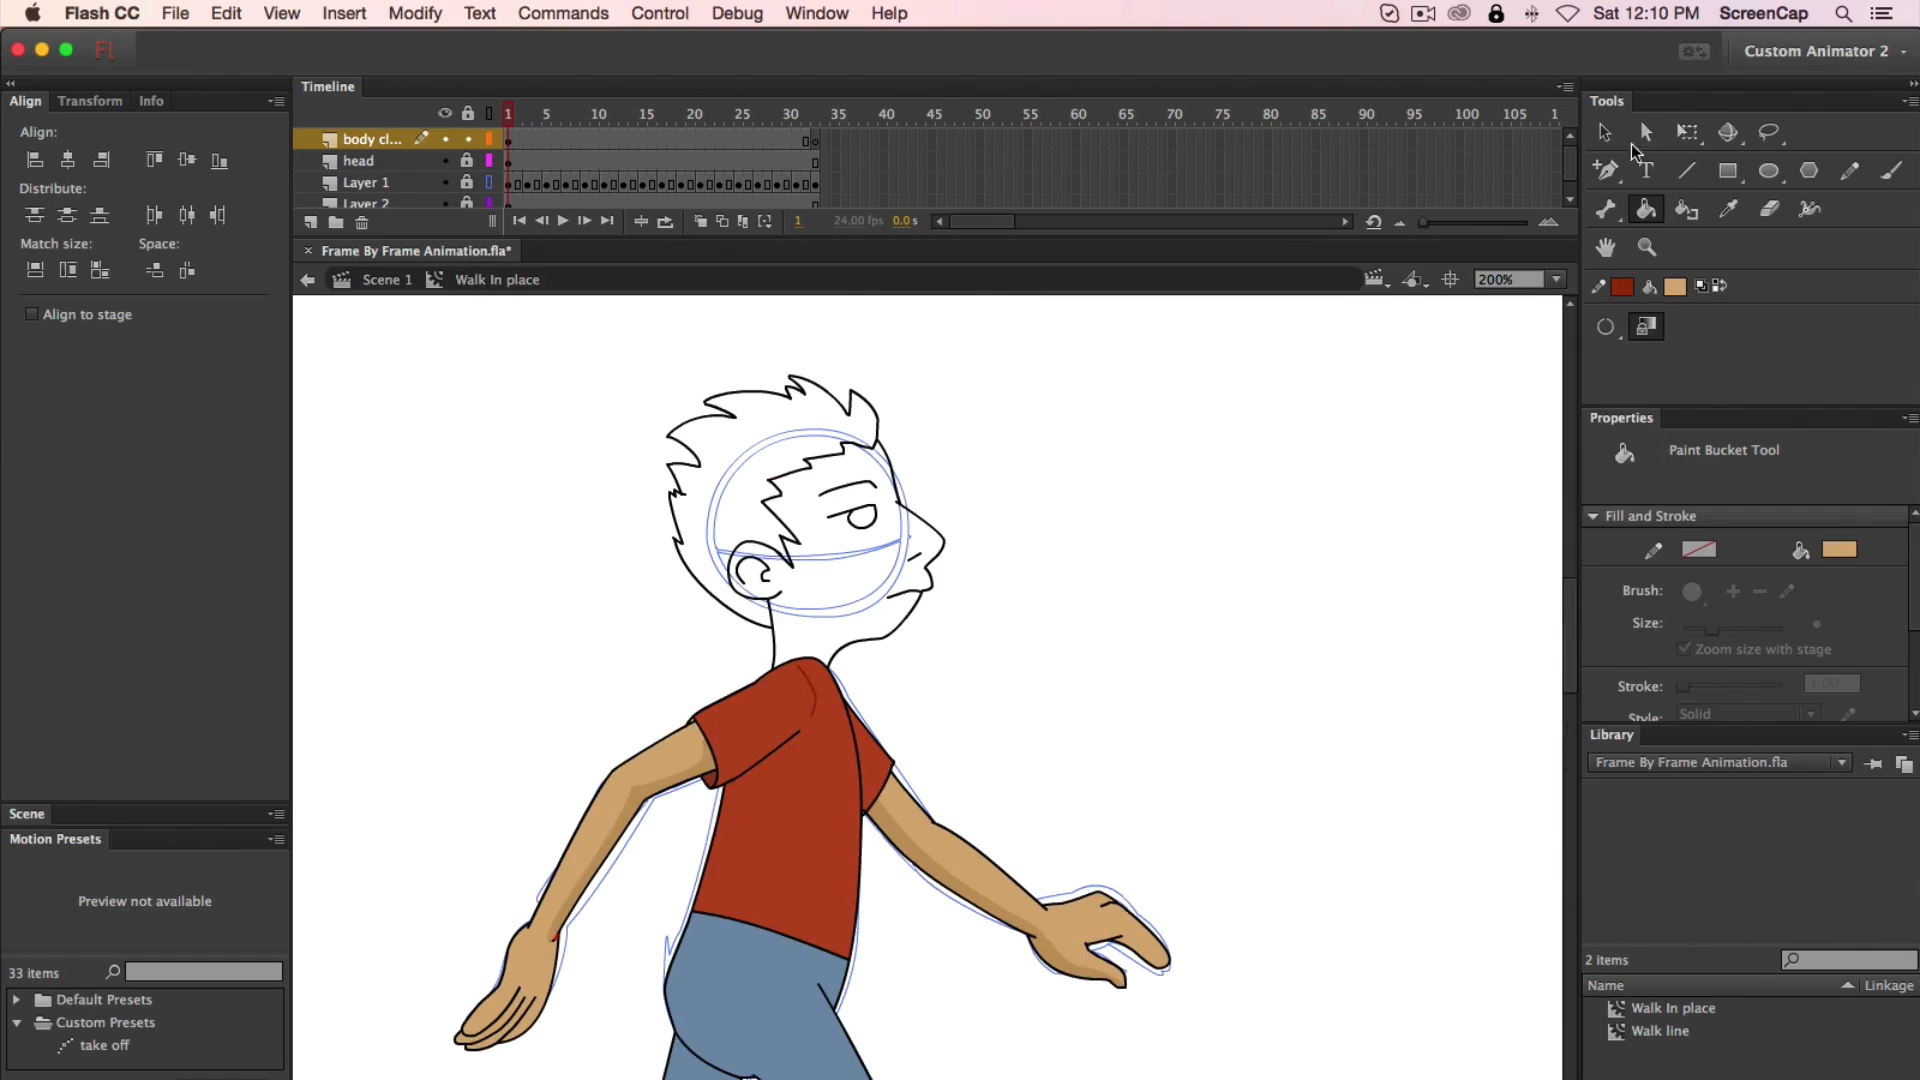 Flash CC File Edit View Insert Modify Text Commands Control Debug Window Help Sat 12:10 PM ScreenCap
Fl Custom Animator 2
Align Transform Info
Timeline
Tools
Align:
1 5 10 15 20 25 30 35 40 45 50 55 60 65 70 75 80 85 90 95 100 105 1
body cl...
head
Layer 1
Layer 2
Distribute:
1 24.00 fps 0.0 s
Match size: Space:
Frame By Frame Animation.fla*
Scene 1 Walk In place 200%
Align to stage
T
Properties
Paint Bucket Tool
Fill and Stroke
Brush:
Size:
Zoom size with stage
Stroke: 1.00
Style: Solid
Library
Frame By Frame Animation.fla
Scene
Motion Presets
Preview not available
33 items
Default Presets
Custom Presets
take off
2 items
Name Linkage
Walk In place
Walk line